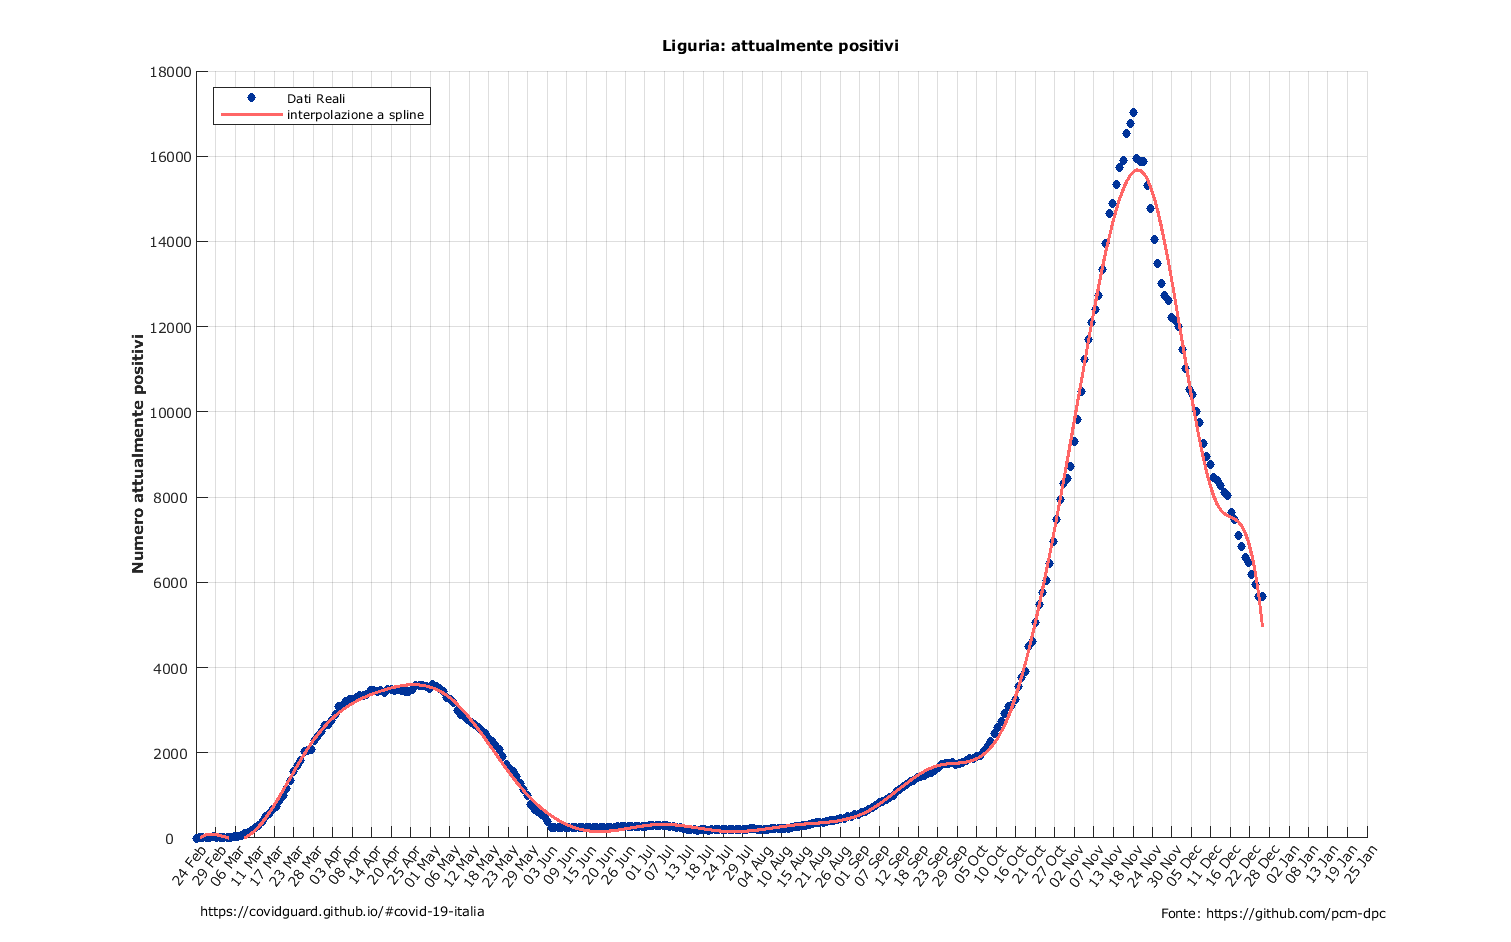 Liguria: attualmente positivi
18000
16000
14000
12000
10000
8000
6000
4000
2000
0
Dati Reali
interpolazione a spline
Numero attualmente positivi
24 Feb
29 Feb
06 Mar
11 Mar
17 Mar
23 Mar
28 Mar
03 Apr
08 Apr
14 Apr
20 Apr
25 Apr
01 May
06 May
12 May
18 May
23 May
29 May
03 Jun
09 Jun
15 Jun
20 Jun
26 Jun
01 Jul
07 Jul
13 Jul
18 Jul
24 Jul
29 Jul
04 Aug
10 Aug
15 Aug
21 Aug
26 Aug
01 Sep
07 Sep
12 Sep
18 Sep
23 Sep
29 Sep
05 Oct
10 Oct
16 Oct
21 Oct
27 Oct
02 Nov
07 Nov
13 Nov
18 Nov
24 Nov
30 Nov
05 Dec
11 Dec
16 Dec
22 Dec
28 Dec
02 Jan
08 Jan
13 Jan
19 Jan
25 Jan
https://covidguard.github.io/#covid-19-italia
Fonte: https://github.com/pcm-dpc